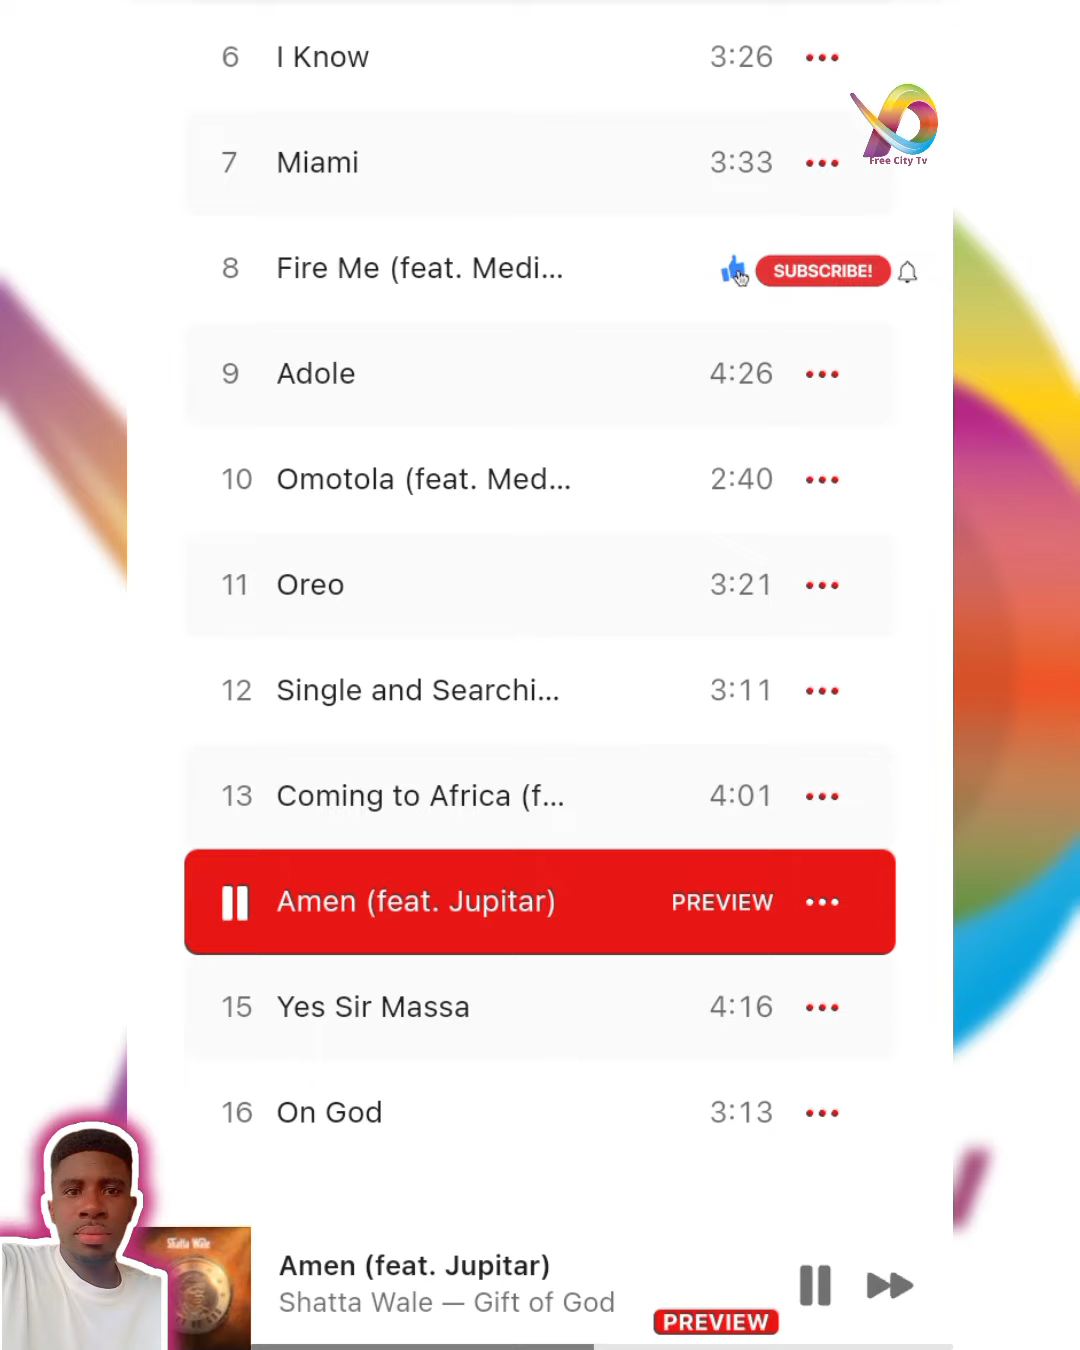 6 I Know 3:26
Free City Tv
7 Miami 3:33
8 Fire Me (feat. Medi... SUBSCRIBE!
9 Adole 4:26
10 Omotola (feat. Med... 2:40
11 Oreo 3:21
12 Single and Searchi... 3:11
13 Coming to Africa (f... 4:01
Amen (feat. Jupitar) PREVIEW
15 Yes Sir Massa 4:16
16 On God 3:13
Shatta Wale
Amen (feat. Jupitar)
Shatta Wale — Gift of God
PREVIEW